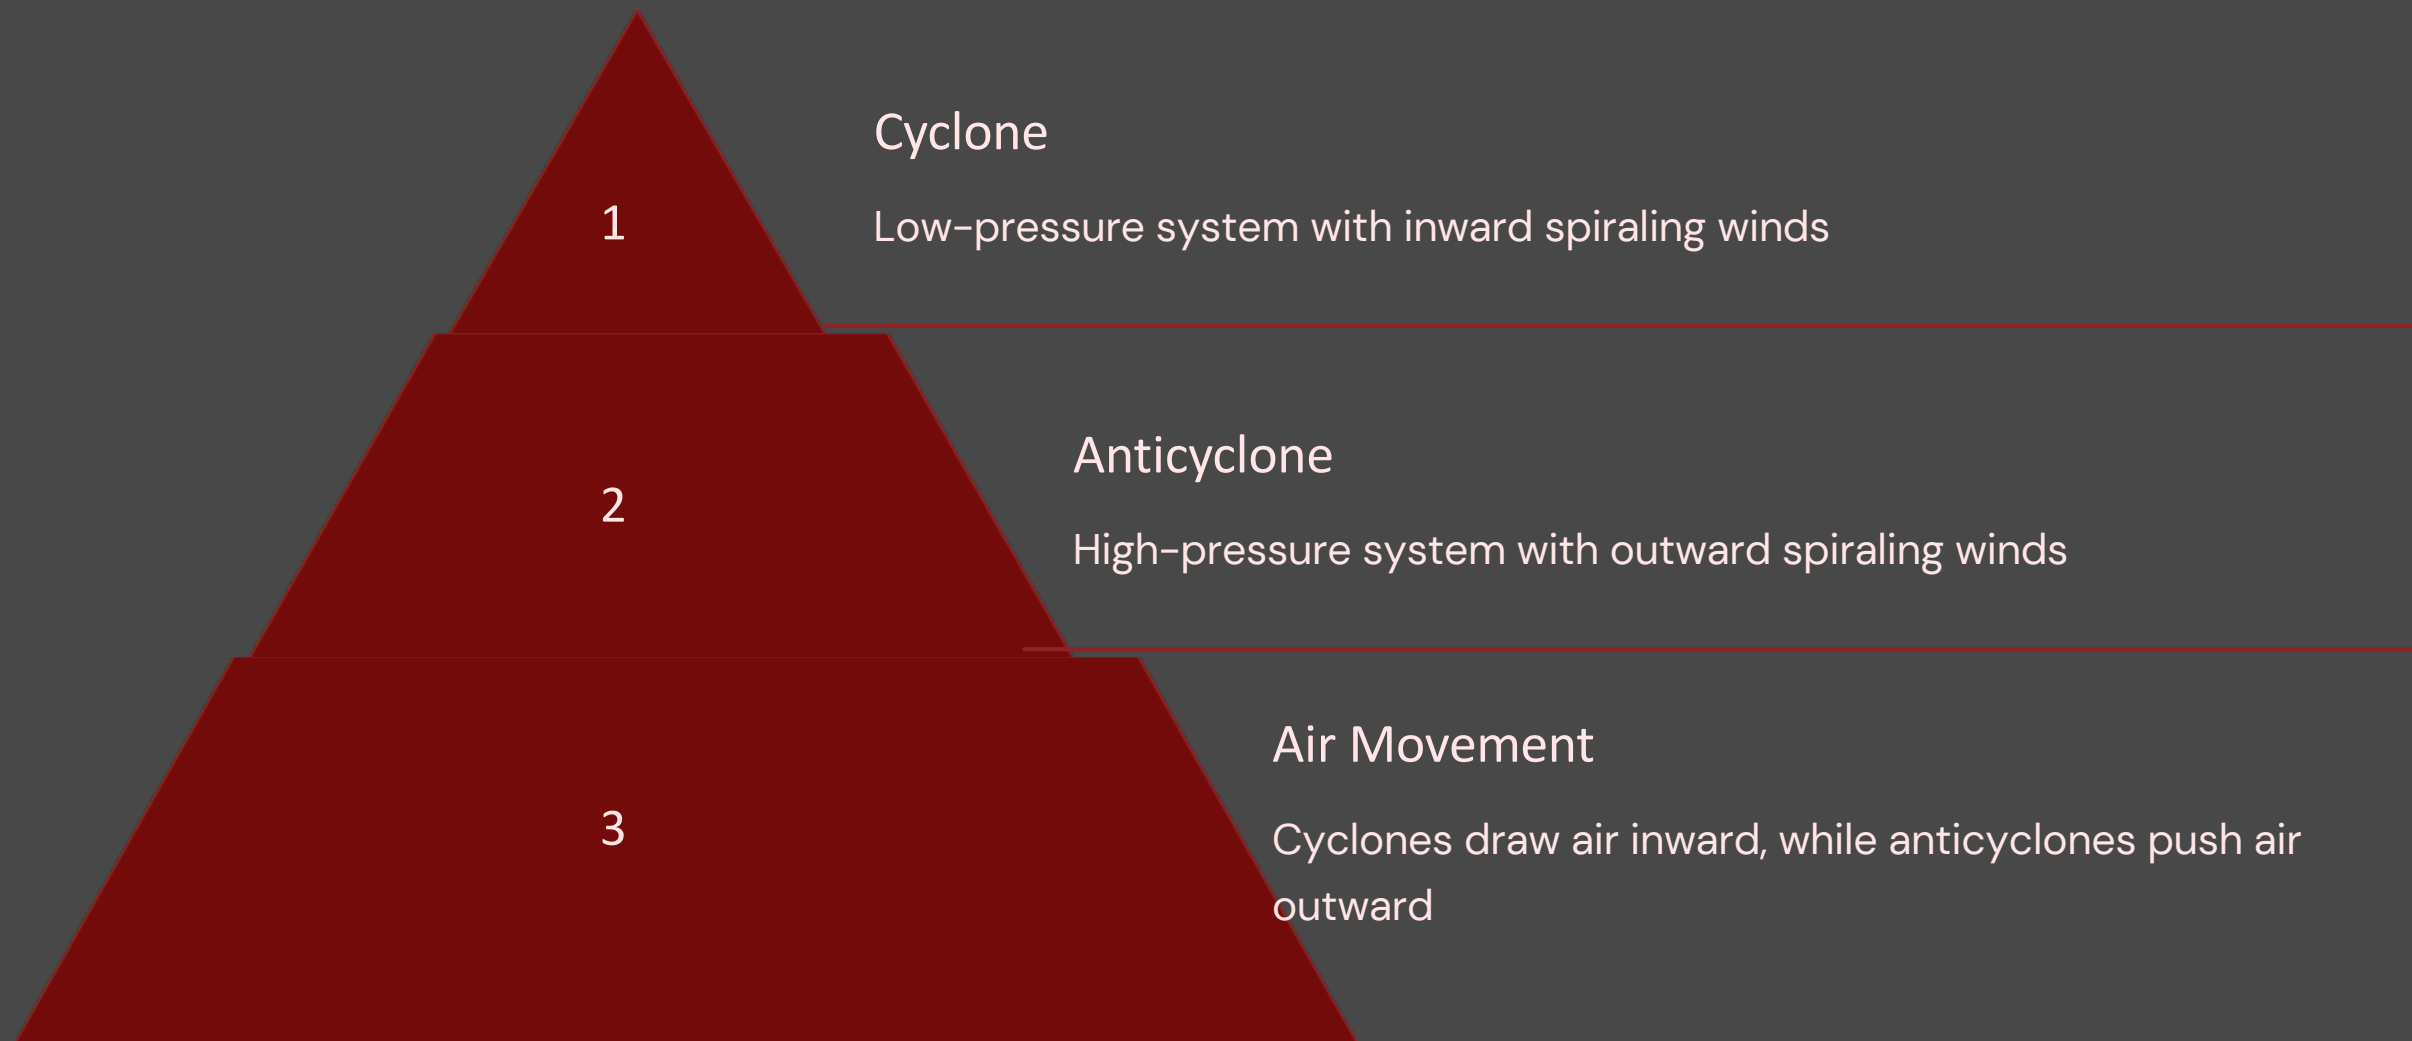 1
Cyclone
Low-pressure system with inward spiraling winds
2
Anticyclone
High-pressure system with outward spiraling winds
3
Air Movement
Cyclones draw air inward, while anticyclones push air
outward